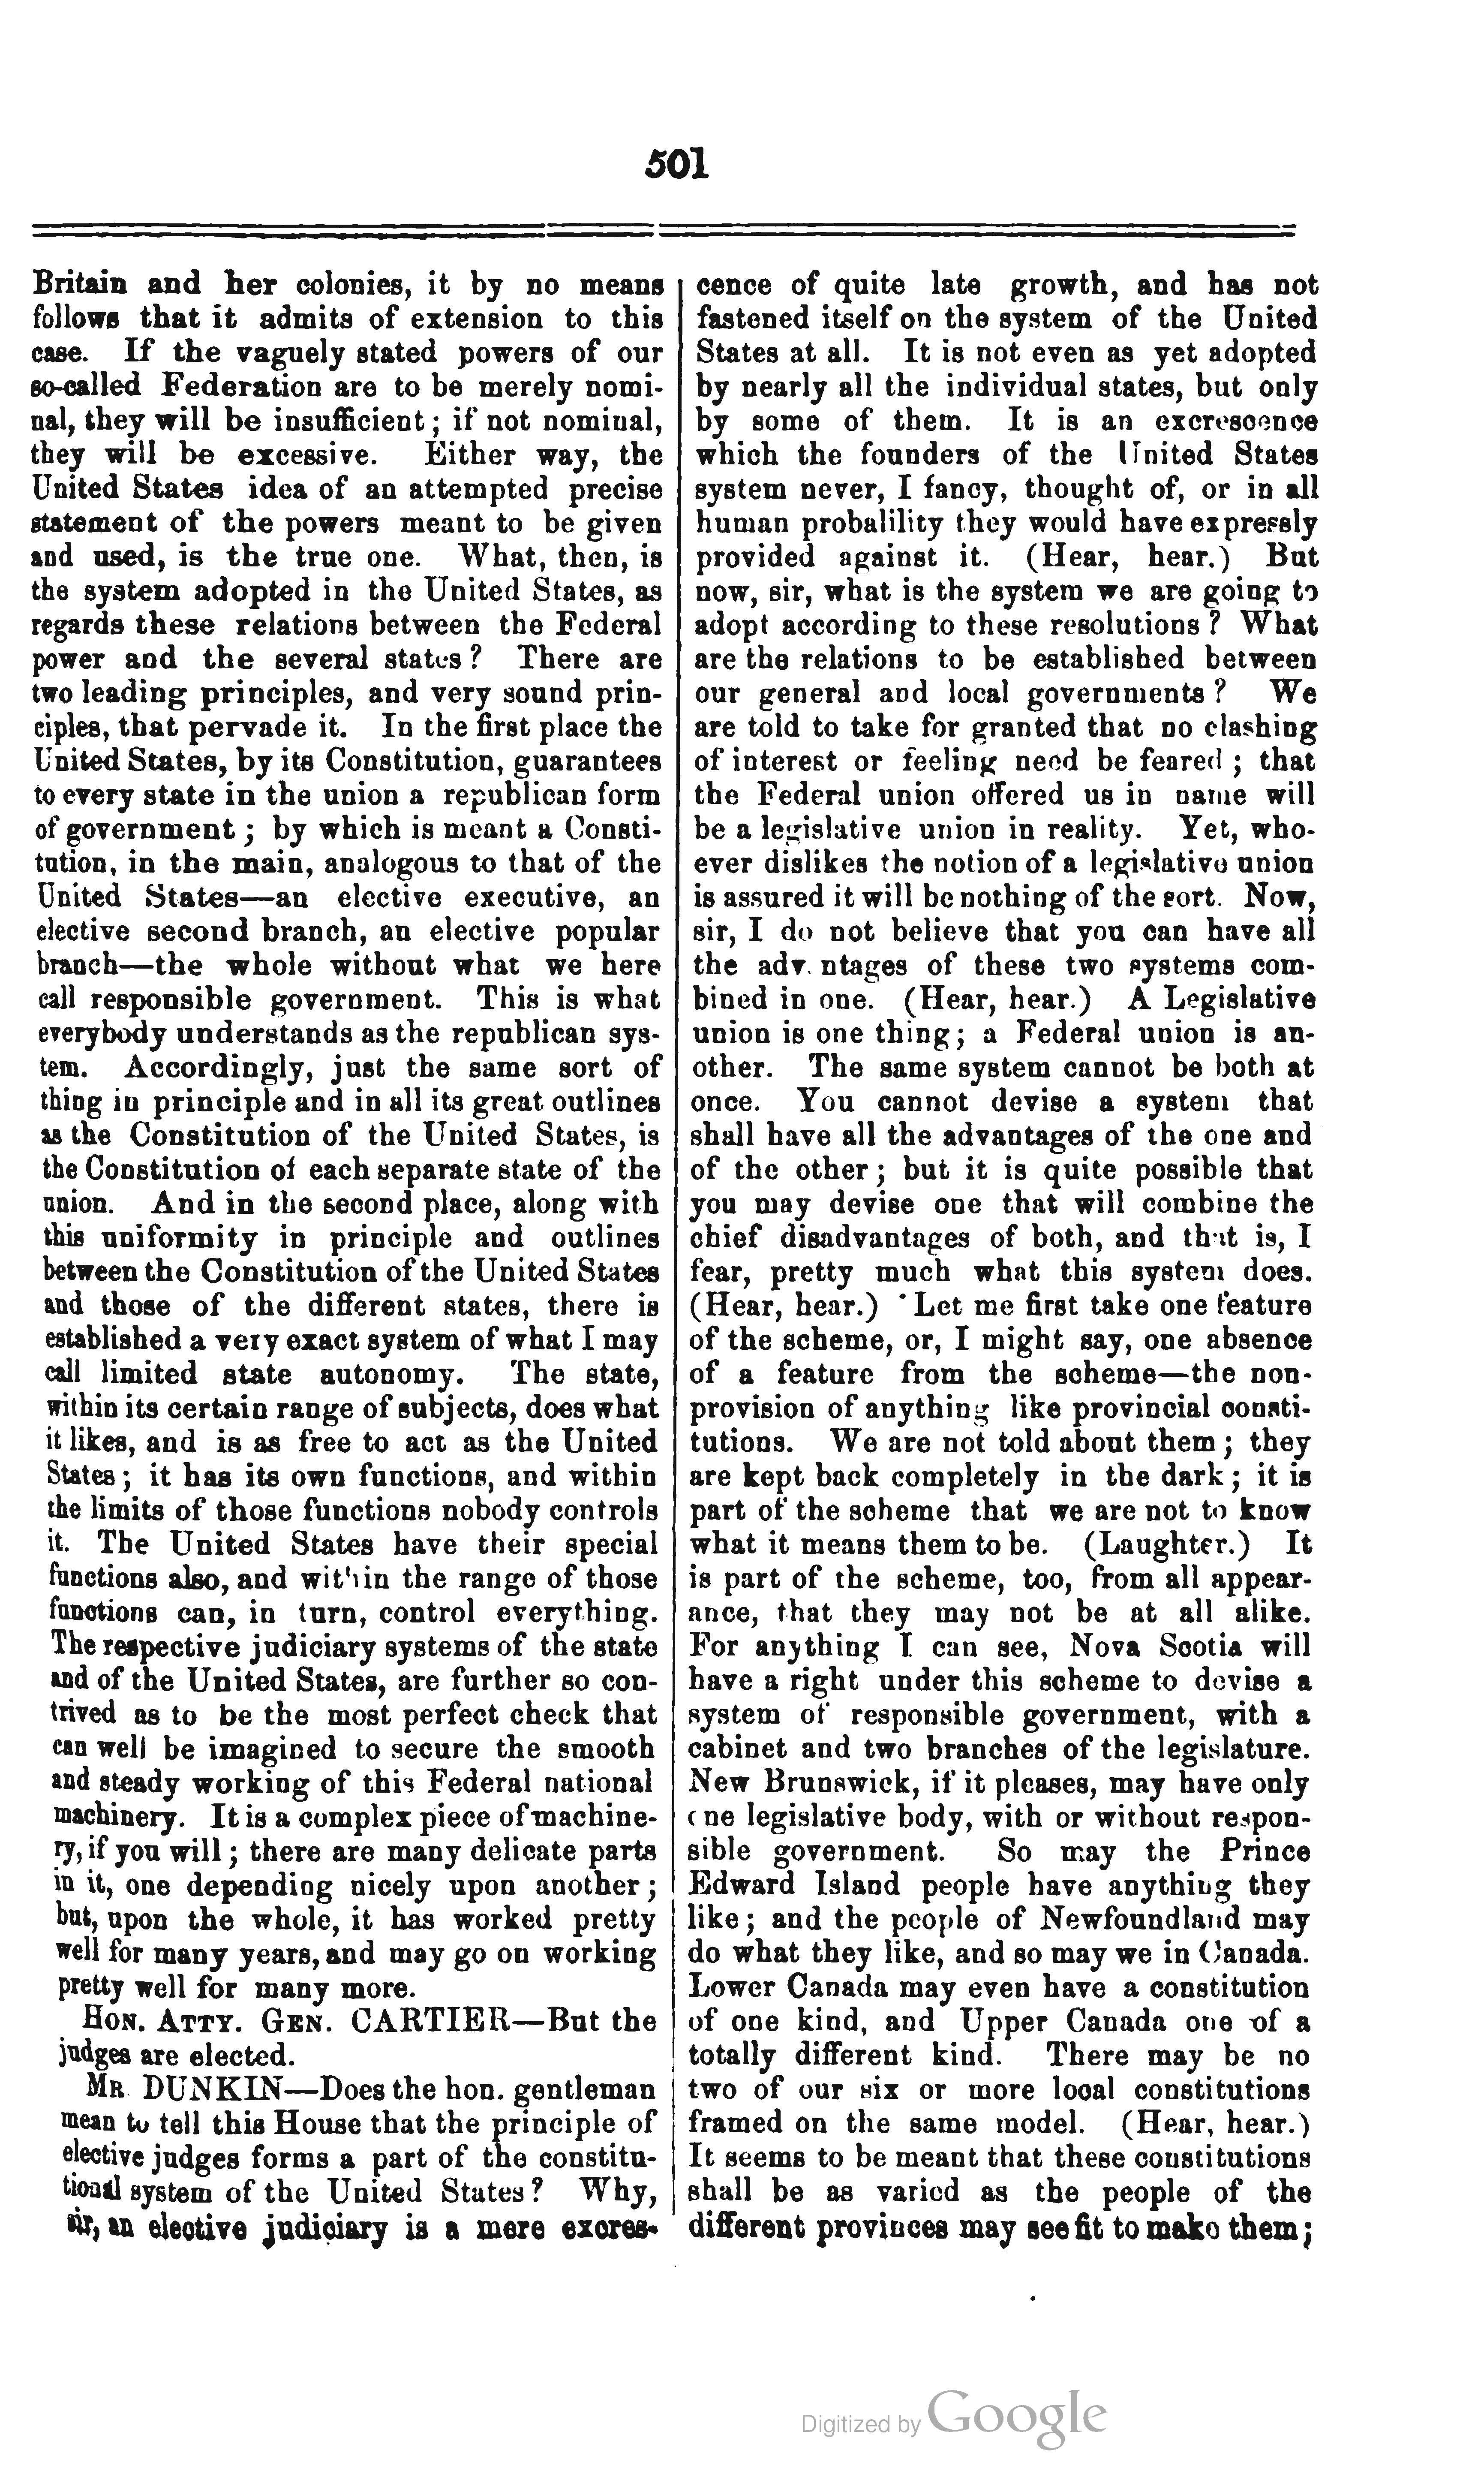 501
Britain and her colonies, it by no means
follows that it admits of extension to this
case. If the vaguely stated powers of our
so-called Federation are to be merely nomi-
nal, they will be insufficient; if not nominal,
they will be excessive. Either way, the
United States idea of an attempted precise
statement of the powers meant to be given
and used, is the true one. What, then, is
the system adopted in the United States, as
regards these relations between the Federal
power and the several states? There are
two leading principles, and very sound prin-
ciples, that pervade it. In the first place the
United States, by its Constitution, guarantees
to every state in the union a republican form
of government; by which is meant a Consti-
tution, in the main, analogous to that of the
United States—an elective executive, an
elective second branch, an elective popular
branch—the whole without what we here
call responsible government. This is what
everybody understands as the republican sys-
tem. Accordingly, just the same sort of
thing in principle and in all its great outlines
as the Constitution of the United States, is
the Constitution of each separate state of the
union. And in the second place, along with
this uniformity in principle and outlines
between the Constitution of the United States
and those of the different states, there is
established a very exact system of what I may
call limited state autonomy. The state,
within its certain range of subjects, does what
it likes, and is as free to act as the United
States; it has its own functions, and within
the limits of those functions nobody controls
it. The United States have their special
functions also, and within the range of those
functions can, in turn, control everything.
The respective judiciary systems of the state
and of the United States, are further so con-
trived as to be the most perfect check that
can well be imagined to secure the smooth
and steady working of this Federal national
machinery. It is a complex piece of machine-
ry, if you will; there are many delicate parts
in it, one depending nicely upon another;
but, upon the whole, it has worked pretty
well for many years, and may go on working
pretty well for many more.
HON. ATTY. GEN. CARTIER—But the
judges are elected.
MR. DUNKIN—Does the hon. gentleman
mean to tell this House that the principle of
elective judges forms a part of the constitu-
tional system of the United States? Why,
sir, an elective judiciary is a mere excres-
cence of quite late growth, and has not
fastened itself on the system of the United
States at all. It is not even as yet adopted
by nearly all the individual states, but only
by some of them. It is an excrescence
which the founders of the United States
system never, I fancy, thought of, or in all
human probalility they would have expressly
provided against it. (Hear, hear.) But
now, sir, what is the system we are going to
adopt according to these resolutions? What
are the relations to be established between
our general and local governments? We
are told to take for granted that no clashing
of interest or feeling need be feared; that
the Federal union offered us in name will
be a legislative union in reality. Yet, who-
ever dislikes the notion of a legislative union
is assured it will be nothing of the sort. Now,
sir, I do not believe that you can have all
the advantages of these two systems com-
bined in one. (Hear, hear.) A Legislative
union is one thing; a Federal union is an-
other. The same system cannot be both at
once. You cannot devise a system that
shall have all the advantages of the one and
of the other; but it is quite possible that
you may devise one that will combine the
chief disadvantages of both, and that is, I
fear, pretty much what this system does.
(Hear, hear.) Let me first take one feature
of the scheme, or, I might say, one absence
of a feature from the scheme—the non-
provision of anything like provincial consti-
tutions. We are not told about them; they
are kept back completely in the dark; it is
part of the scheme that we are not to know
what it means them to be. (Laughter.) It
is part of the scheme, too, from all appear-
ance, that they may not be at all alike.
For anything I can see, Nova Scotia will
have a right under this scheme to devise a
system of responsible government, with a
cabinet and two branches of the legislature.
New Brunswick, if it pleases, may have only
one legislative body, with or without respon-
sible government. So may the Prince
Edward Island people have anything they
like; and the people of Newfoundland may
do what they like, and so may we in Canada.
Lower Canada may even have a constitution
of one kind, and Upper Canada one of a
totally different kind. There may be no
two of our six or more local constitutions
framed on the same model. (Hear, hear.)
It seems to be meant that these constitutions
shall be as varied as the people of the
different provinces may see fit to make them;
Digitized by Google